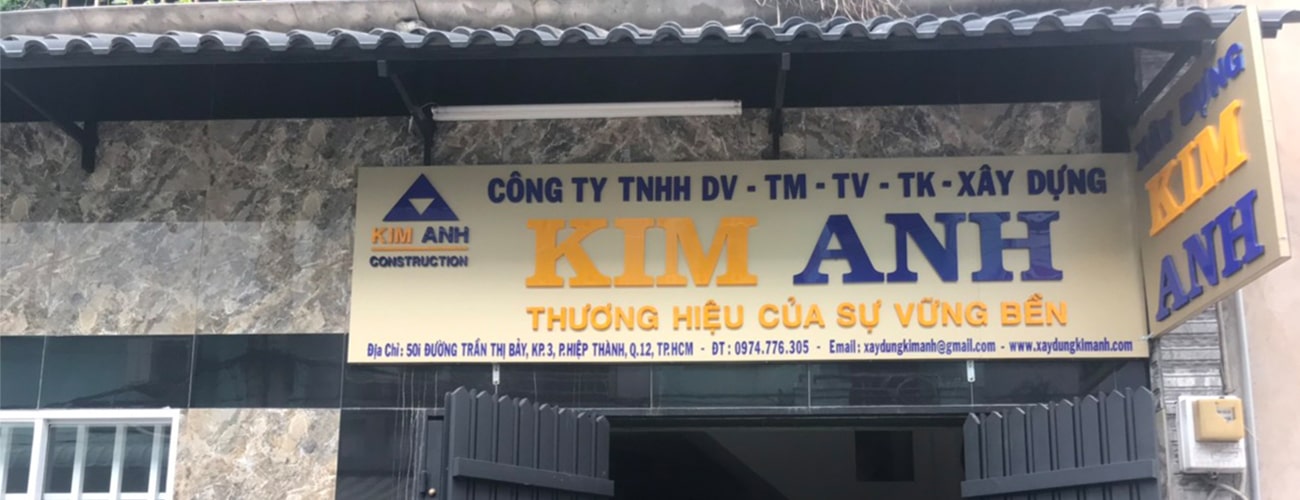 CÔNG TY TNHH DV - TM - TV - TK - XÂY DỰNG
KIM ANH
CONSTRUCTION
KIM ANH
THƯƠNG HIỆU CỦA SỰ VỮNG BỀN
Địa Chỉ : 50i ĐƯỜNG TRẦN THỊ BẢY, KP.3, P.HIỆP THÀNH, Q.12, TP.HCM - ĐT : 0974.776.305 - Email : xaydungkimanh@gmail.com - www.xaydungkimanh.com
XÂY DỰNG
KIM
ANH